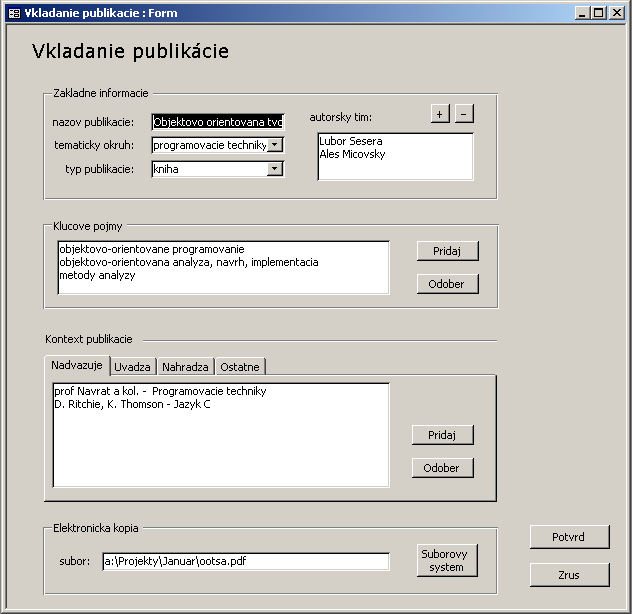 Vkladanie publikacie : Form
Vkladanie publikácie
Zakladne informacie
nazov publikacie: Objektovo orientovana tvo
tematicky okruh: programovacie techniky
typ publikacie: kniha
autorsky tim: + -
Lubor Sesera
Ales Micovsky
Klucove pojmy
objektovo-orientovane programovanie
objektovo-orientovana analyza, navrh, implementacia
metody analyzy
Pridaj
Odober
Kontext publikacie
Nadvazuje Uvadza Nahradza Ostatne
prof Navrat a kol. - Programovacie techniky
D. Ritchie, K. Thomson - Jazyk C
Pridaj
Odober
Elektronicka kopia
subor: a:\Projekty\Januar\ootsa.pdf
Suborovy
system
Potvrd
Zrus